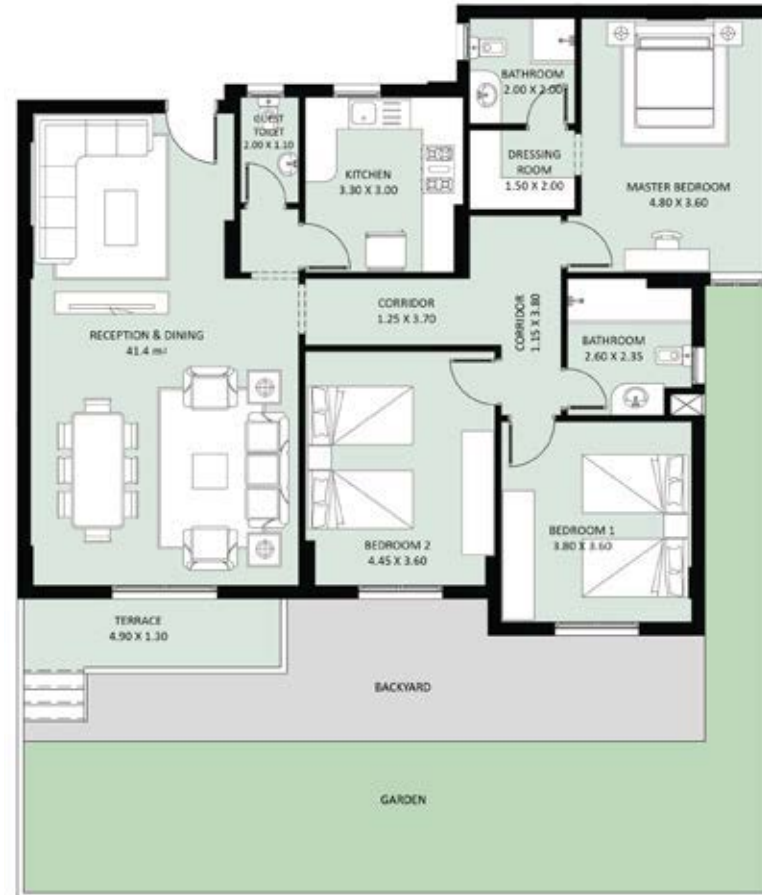 BATHROOM
2.00 X 2.00
GUEST
TOILET
2.00 X 1.10
KITCHEN
3.30 X 3.00
DRESSING
ROOM
1.50 X 2.00
MASTER BEDROOM
4.80 X 3.60
CORRIDOR
1.25 X 3.70
CORRIDOR
1.15 X 3.80
RECEPTION & DINING
41.4 m²
BATHROOM
2.60 X 2.35
BEDROOM 2
4.45 X 3.60
BEDROOM 1
3.80 X 3.60
TERRACE
4.90 X 1.30
BACKYARD
GARDEN